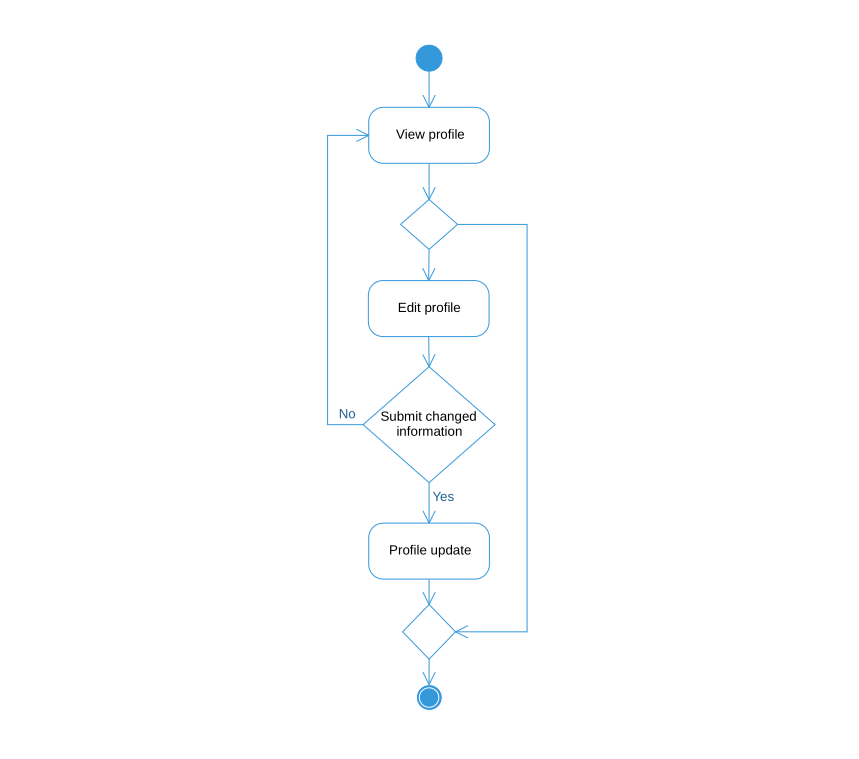 View profile
Edit profile
Submit changed
information
No
Yes
Profile update